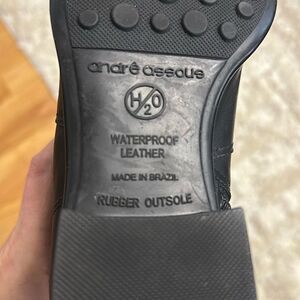 andré assous
H2O
WATERPROOF
LEATHER
MADE IN BRAZIL
RUBBER OUTSOLE